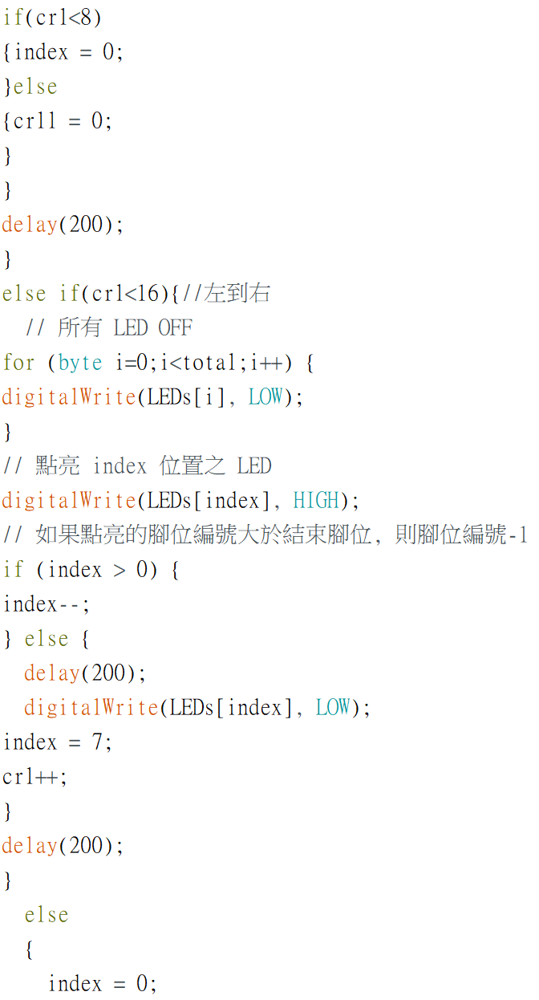 if(crl<8)
{index = 0;
}else
{crll = 0;
}
}
delay(200);
}
else if(crl<16){//左到右
// 所有 LED OFF
for (byte i=0;i<total;i++) {
digitalWrite(LEDs[i], LOW);
}
// 點亮 index 位置之 LED
digitalWrite(LEDs[index], HIGH);
// 如果點亮的腳位編號大於結束腳位, 則腳位編號-1
if (index > 0) {
index--;
} else {
delay(200);
digitalWrite(LEDs[index], LOW);
index = 7;
crl++;
}
delay(200);
}
else
{
index = 0;